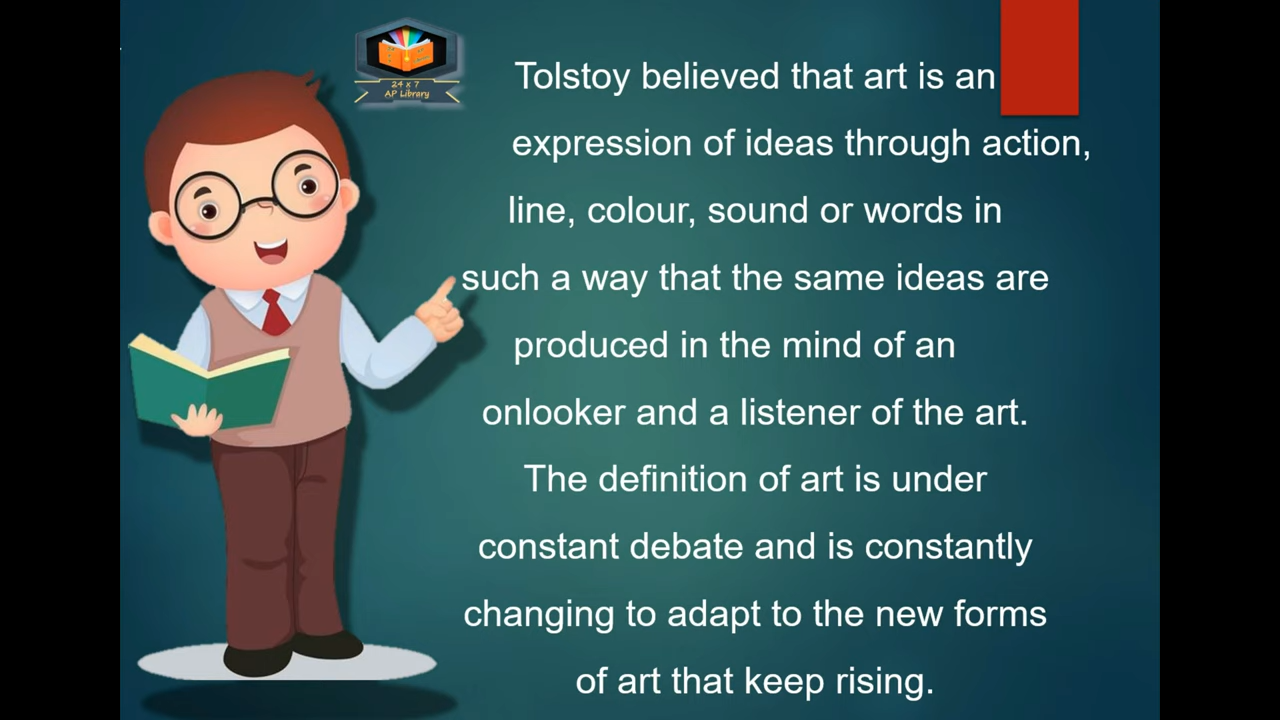 24 x 7
AP Library
Tolstoy believed that art is an
expression of ideas through action,
line, colour, sound or words in
such a way that the same ideas are
produced in the mind of an
onlooker and a listener of the art.
The definition of art is under
constant debate and is constantly
changing to adapt to the new forms
of art that keep rising.